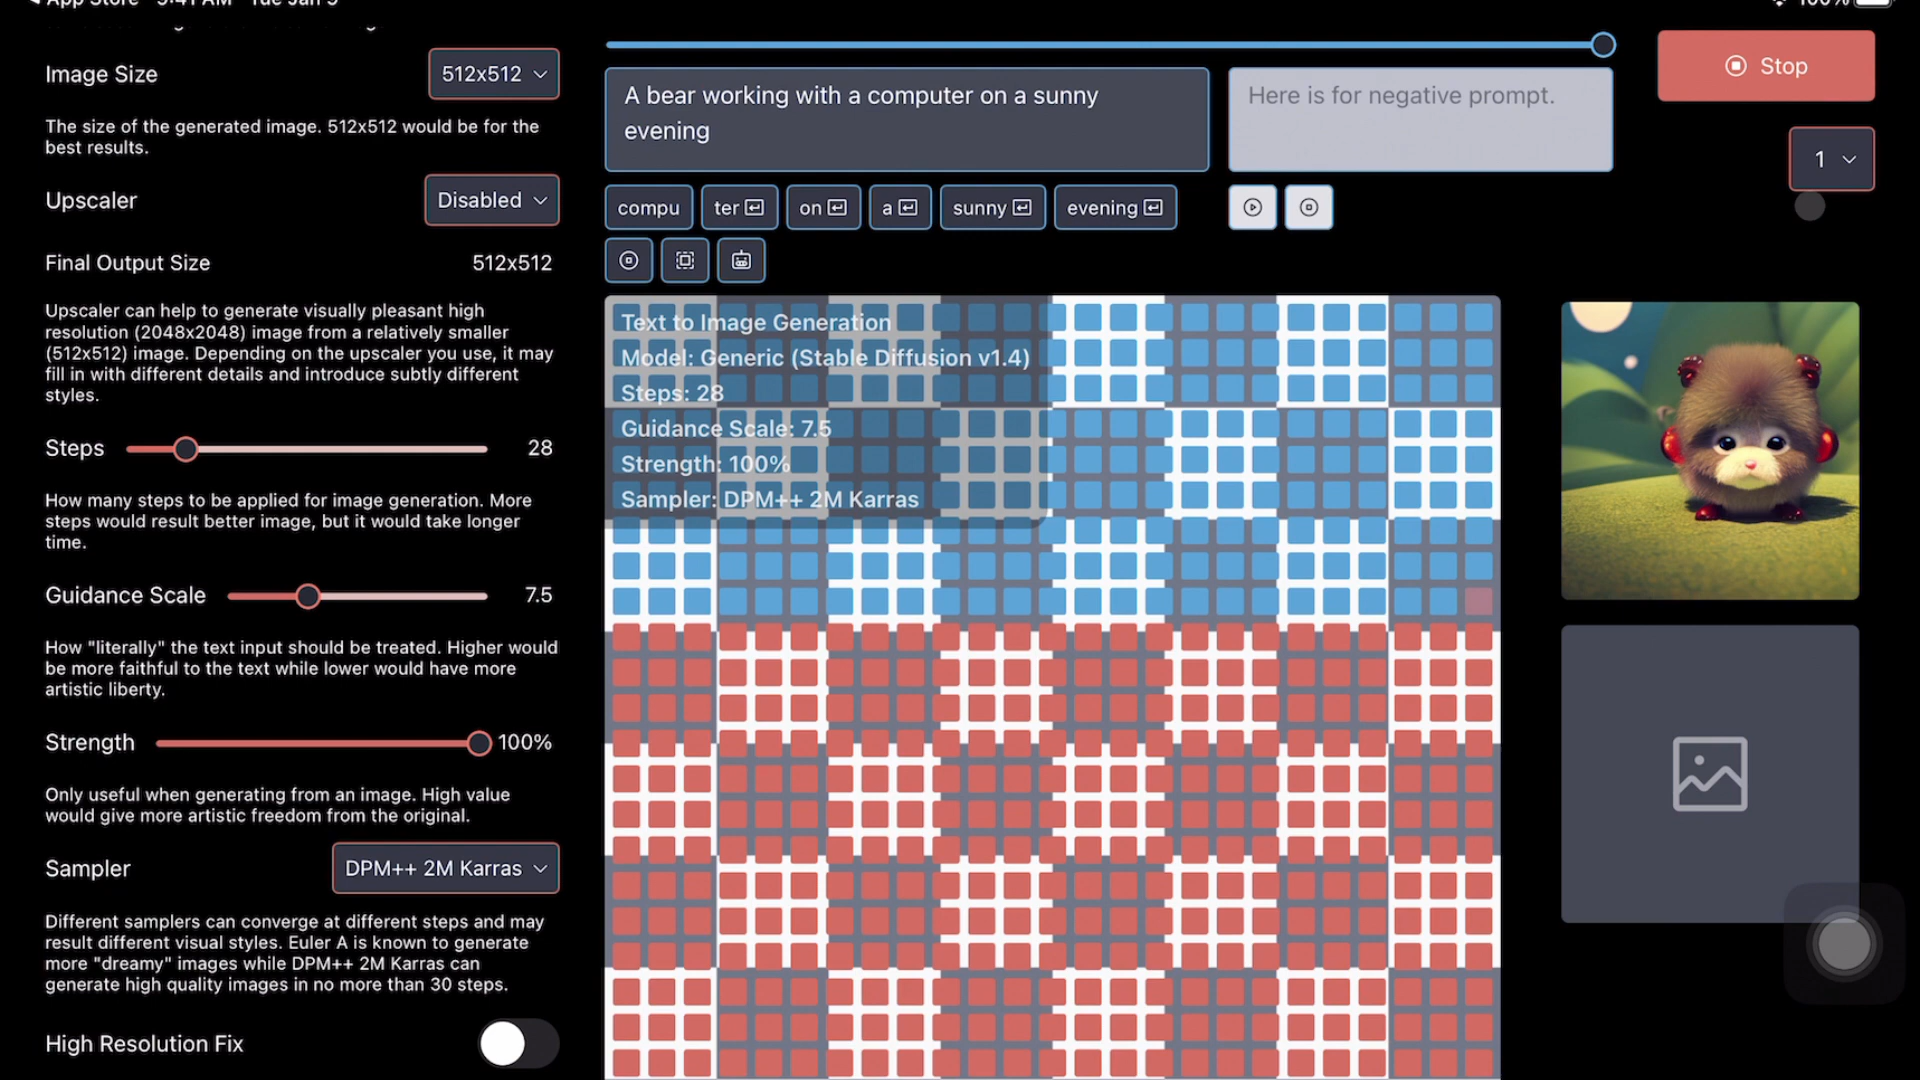 App Store
9:41 AM
Tue Jan 9
100%
Image Size
512x512
The size of the generated image. 512x512 would be for the
best results.
Upscaler
Disabled
Final Output Size
512x512
Upscaler can help to generate visually pleasant high
resolution (2048x2048) image from a relatively smaller
(512x512) image. Depending on the upscaler you use, it may
fill in with different details and introduce subtly different
styles.
Steps
28
How many steps to be applied for image generation. More
steps would result better image, but it would take longer
time.
Guidance Scale
7.5
How "literally" the text input should be treated. Higher would
be more faithful to the text while lower would have more
artistic liberty.
Strength
100%
Only useful when generating from an image. High value
would give more artistic freedom from the original.
Sampler
DPM++ 2M Karras
Different samplers can converge at different steps and may
result different visual styles. Euler A is known to generate
more "dreamy" images while DPM++ 2M Karras can
generate high quality images in no more than 30 steps.
High Resolution Fix
A bear working with a computer on a sunny
evening
Here is for negative prompt.
Stop
1
compu
ter
on
a
sunny
evening
Text to Image Generation
Model: Generic (Stable Diffusion v1.4)
Steps: 28
Guidance Scale: 7.5
Strength: 100%
Sampler: DPM++ 2M Karras